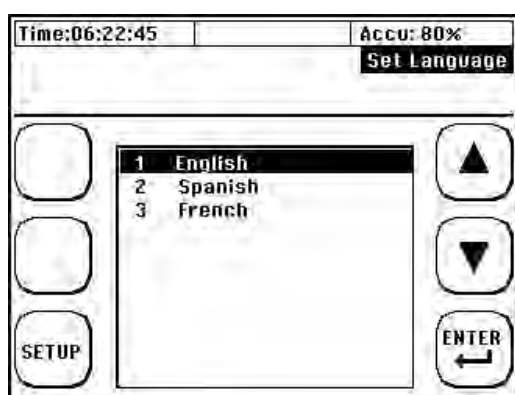 Time:06:22:45 Accu: 80%
Set Language
1 English
2 Spanish
3 French
SETUP
ENTER